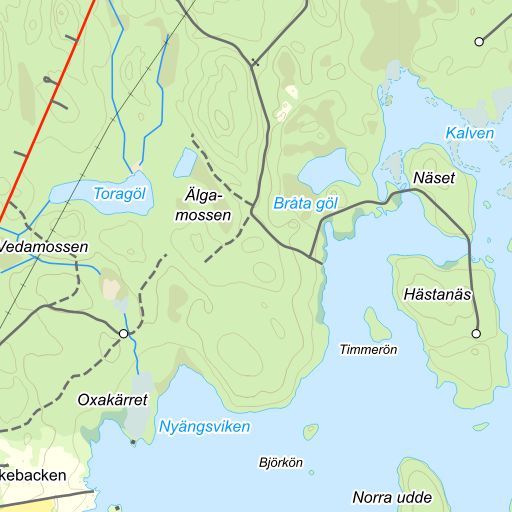 Kalven
Näset
Toragöl
Älga-
mossen
Bråta göl
Vedamossen
Hästanäs
Timmerön
Oxakärret
Nyängsviken
Björkön
kebacken
Norra udde